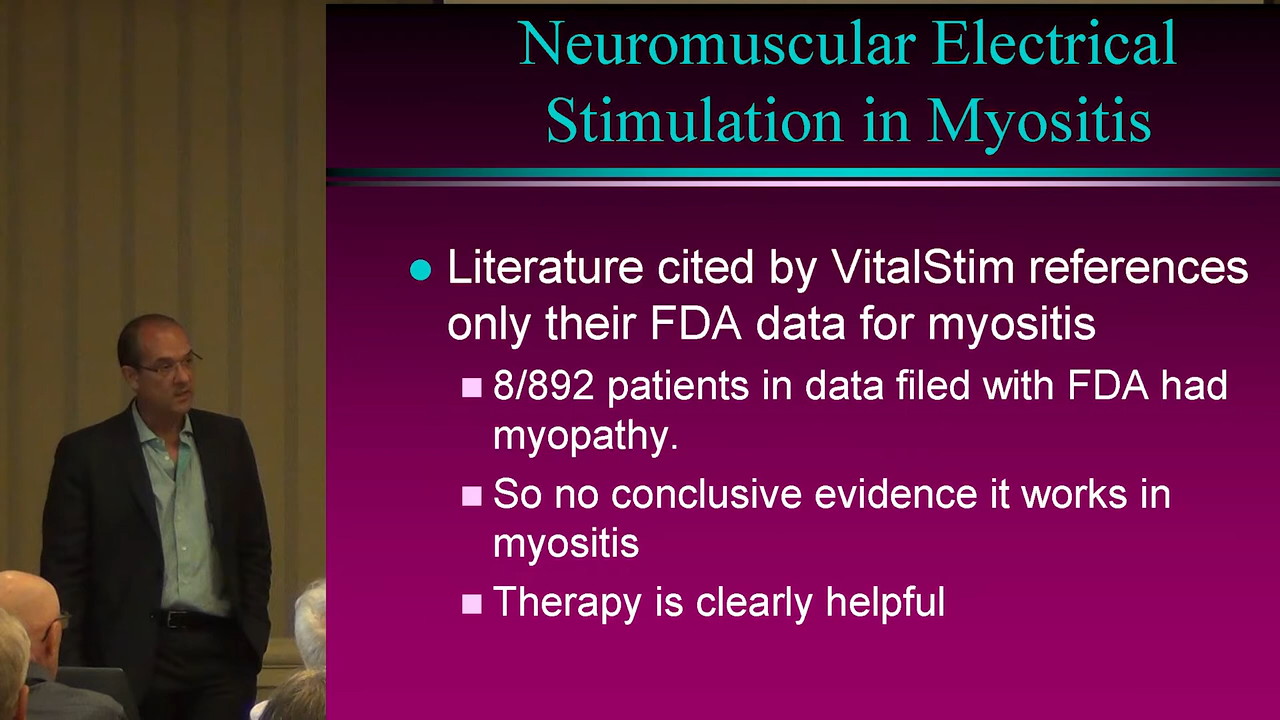 Neuromuscular Electrical
Stimulation in Myositis
Literature cited by VitalStim references
only their FDA data for myositis
8/892 patients in data filed with FDA had
myopathy.
So no conclusive evidence it works in
myositis
Therapy is clearly helpful